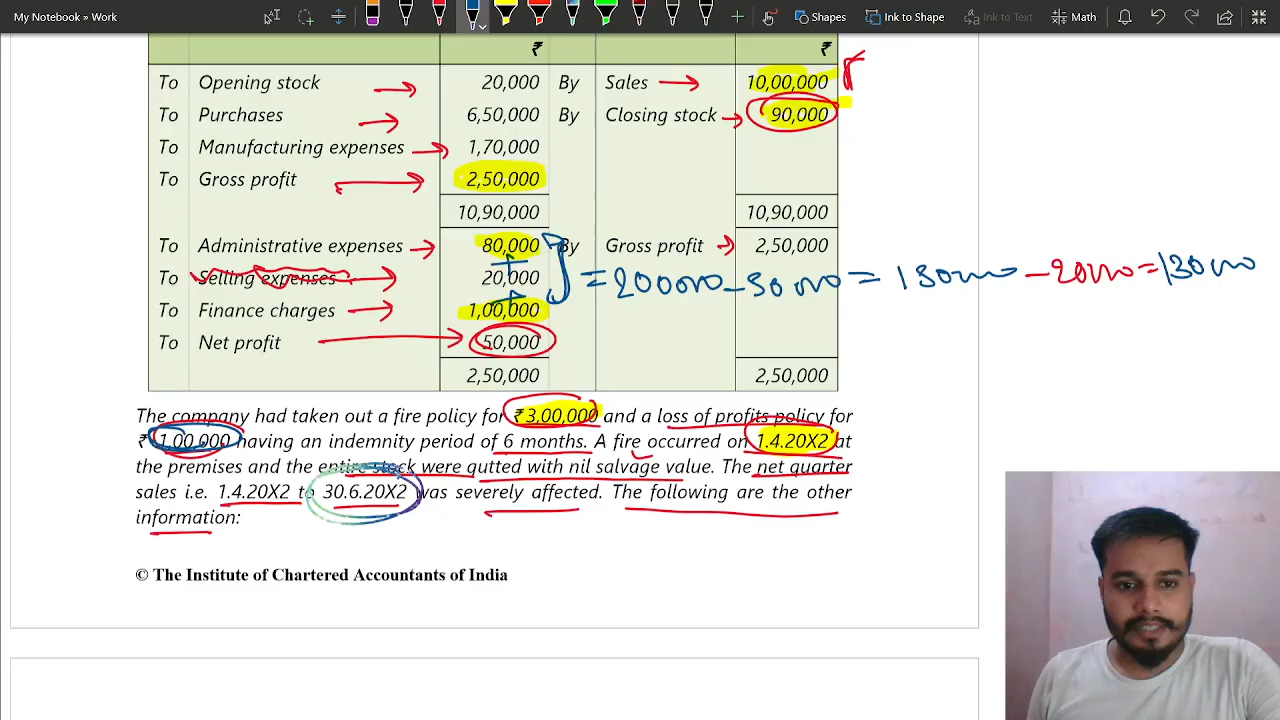 My Notebook » Work
Shapes Ink to Shape Ink to Text Math
₹ ₹
To Opening stock 20,000 By Sales 10,00,000
To Purchases 6,50,000 By Closing stock 90,000
To Manufacturing expenses 1,70,000
To Gross profit 2,50,000
10,90,000 10,90,000
To Administrative expenses 80,000 By Gross profit 2,50,000
To Selling expenses 20,000
To Finance charges 1,00,000
To Net profit 50,000
2,50,000 2,50,000
The company had taken out a fire policy for ₹ 3,00,000 and a loss of profits policy for
₹ 1,00,000 having an indemnity period of 6 months. A fire occurred on 1.4.20X2 at
the premises and the entire stock were gutted with nil salvage value. The net quarter
sales i.e. 1.4.20X2 to 30.6.20X2 was severely affected. The following are the other
information:
© The Institute of Chartered Accountants of India